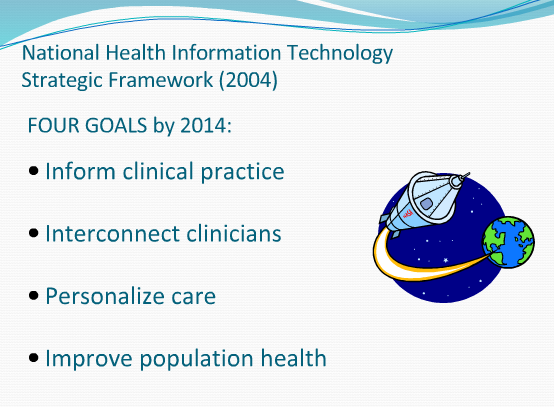 National Health Information Technology
Strategic Framework (2004)
FOUR GOALS by 2014:
• Inform clinical practice
• Interconnect clinicians
• Personalize care
• Improve population health